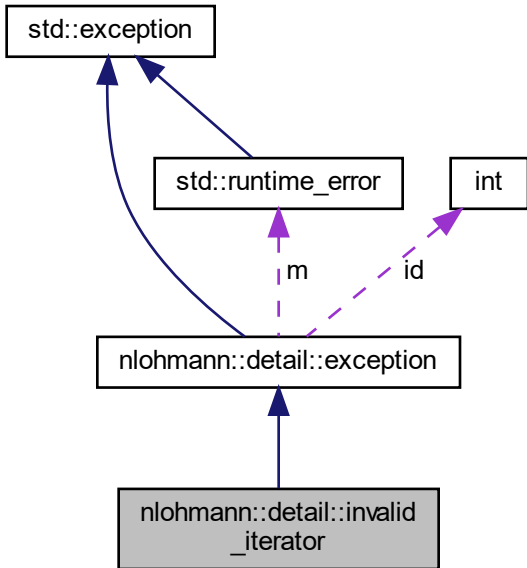 std::exception
std::runtime_error
int
m
id
nlohmann::detail::exception
nlohmann::detail::invalid
_iterator